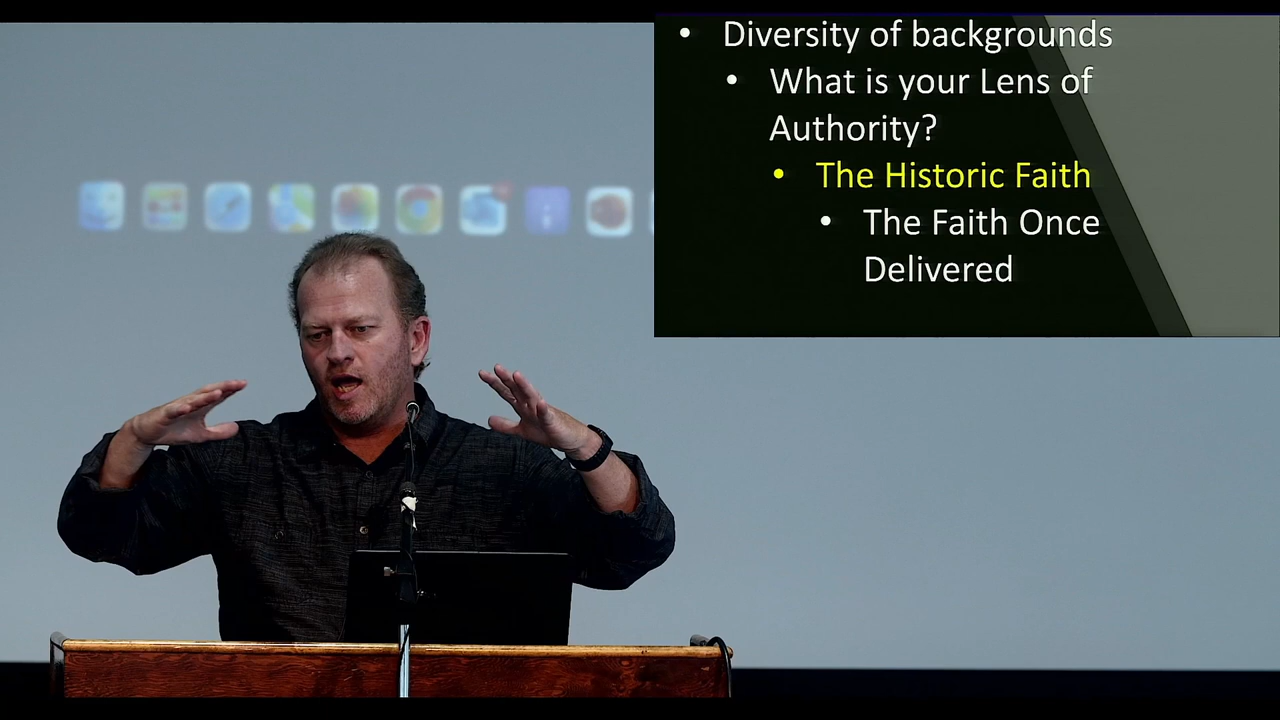 • Diversity of backgrounds
• What is your Lens of
Authority?
• The Historic Faith
• The Faith Once
Delivered